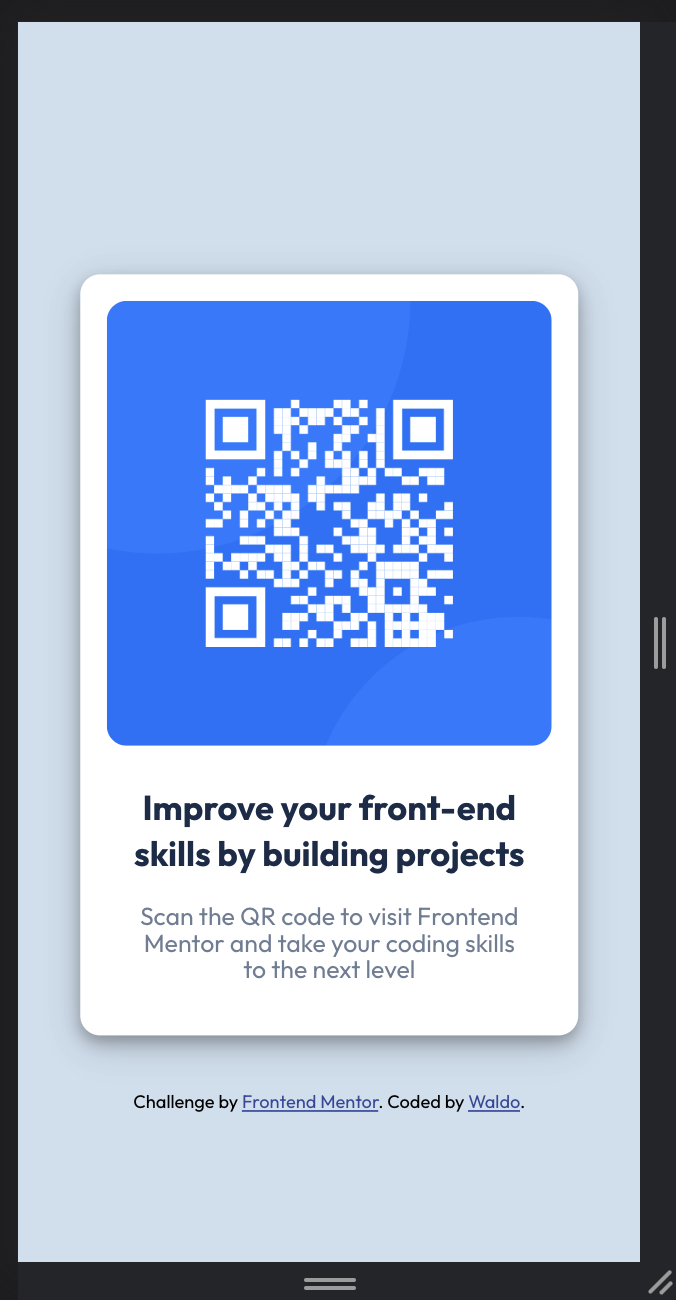 Improve your front-end
skills by building projects
Scan the QR code to visit Frontend
Mentor and take your coding skills
to the next level
Challenge by Frontend Mentor. Coded by Waldo.